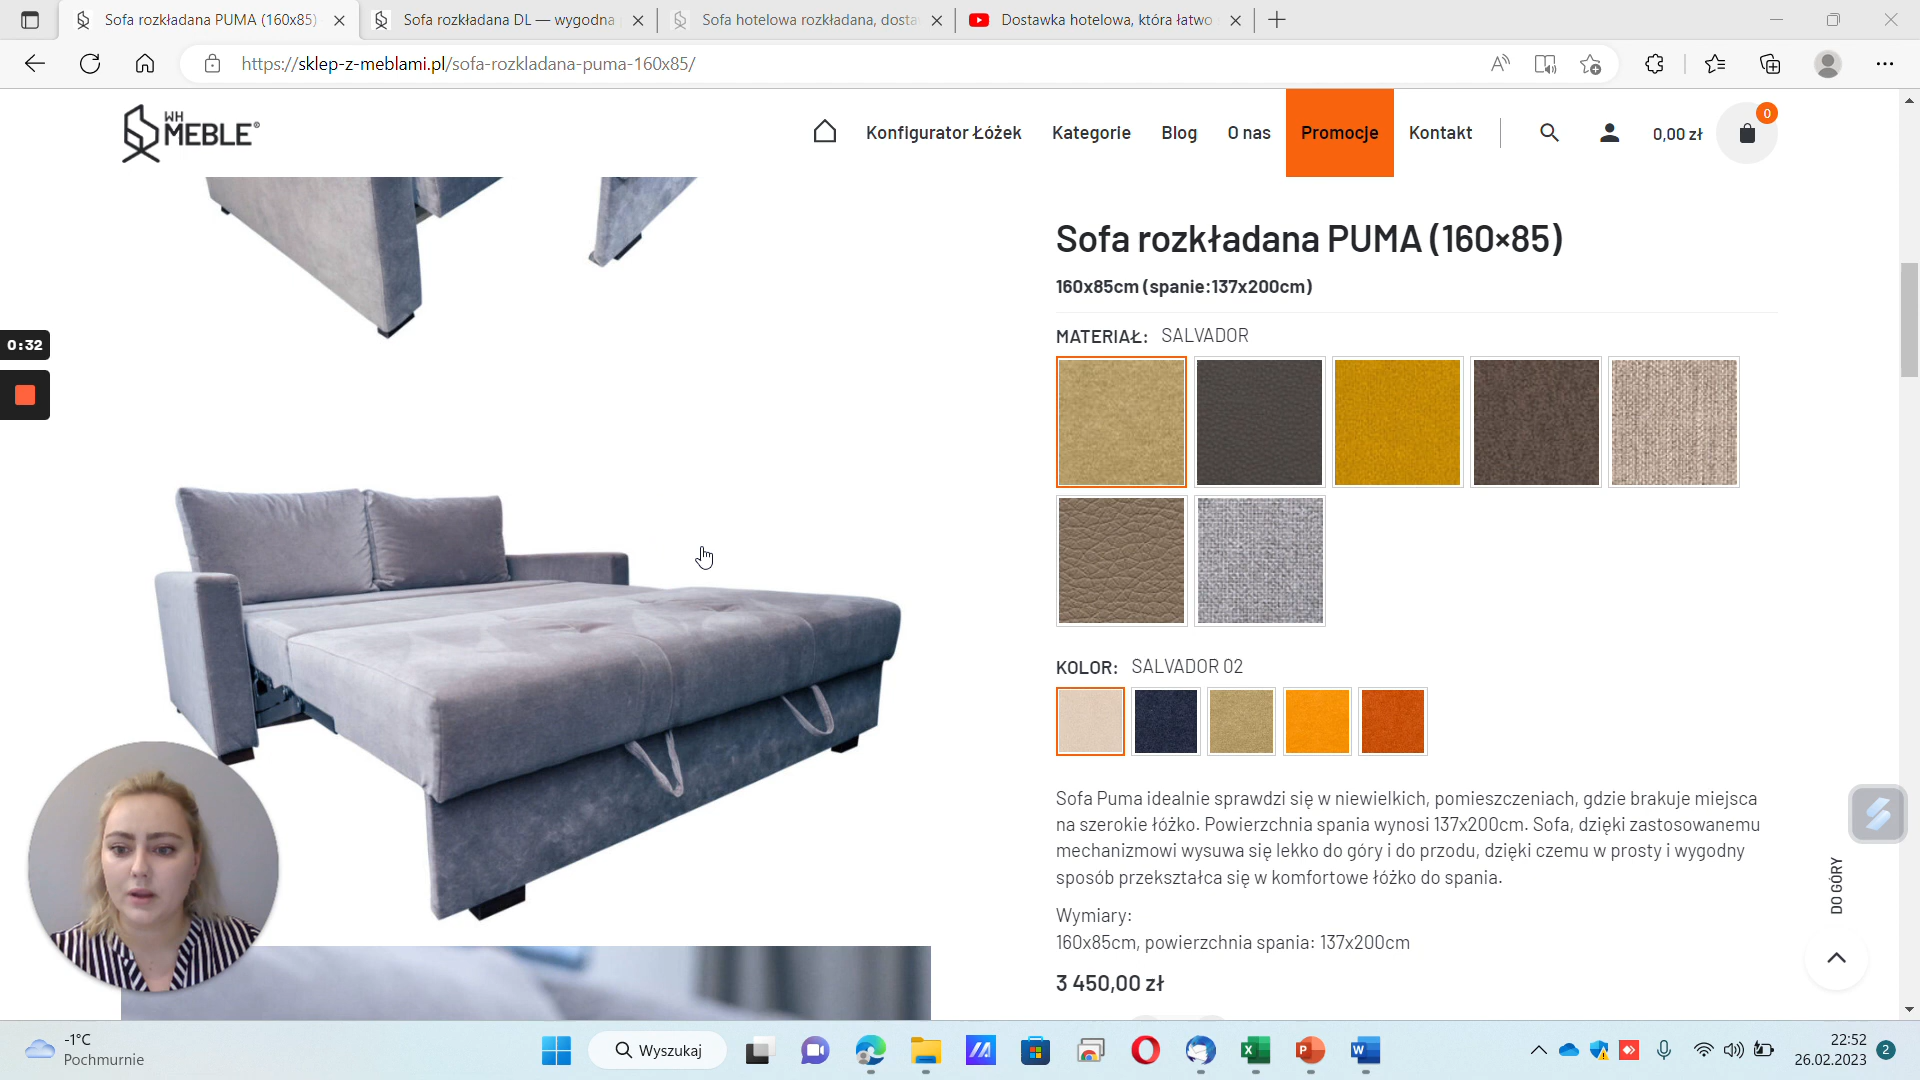 Sofa rozkładana PUMA (160x85)
Sofa rozkładana DL — wygodna
Sofa hotelowa rozkładana, dosta
Dostawka hotelowa, która łatwo
https://sklep-z-meblami.pl/sofa-rozkladana-puma-160x85/
WH
MEBLE®
Konfigurator Łóżek
Kategorie
Blog
O nas
Promocje
Kontakt
0,00 zł
0
Sofa rozkładana PUMA (160×85)
160x85cm (spanie:137x200cm)
0:32
MATERIAŁ: SALVADOR
KOLOR: SALVADOR 02
Sofa Puma idealnie sprawdzi się w niewielkich, pomieszczeniach, gdzie brakuje miejsca
na szerokie łóżko. Powierzchnia spania wynosi 137x200cm. Sofa, dzięki zastosowanemu
mechanizmowi wysuwa się lekko do góry i do przodu, dzięki czemu w prosty i wygodny
sposób przekształca się w komfortowe łóżko do spania.
DO GÓRY
Wymiary:
160x85cm, powierzchnia spania: 137x200cm
3 450,00 zł
-1°C
Pochmurnie
Wyszukaj
22:52
26.02.2023
2